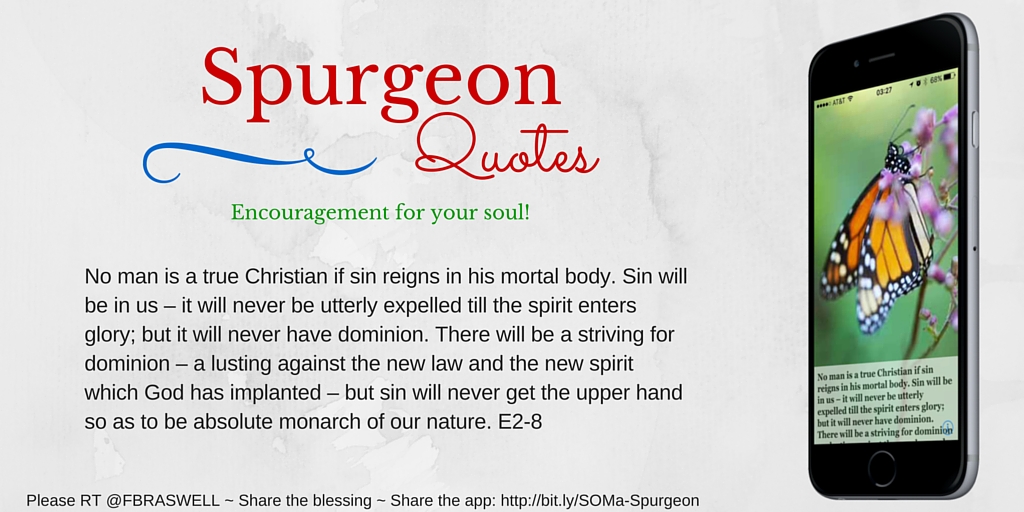 Spurgeon
Quotes
Encouragement for your soul!
No man is a true Christian if sin reigns in his mortal body. Sin will
be in us – it will never be utterly expelled till the spirit enters
glory; but it will never have dominion. There will be a striving for
dominion – a lusting against the new law and the new spirit
which God has implanted – but sin will never get the upper hand
so as to be absolute monarch of our nature. E2-8
Please RT @FBRASWELL ~ Share the blessing ~ Share the app: http://bit.ly/SOMa-Spurgeon
AT&T 03:27 68%
No man is a true Christian if sin
reigns in his mortal body. Sin will be
in us – it will never be utterly
expelled till the spirit enters glory;
but it will never have dominion.
There will be a striving for dominion